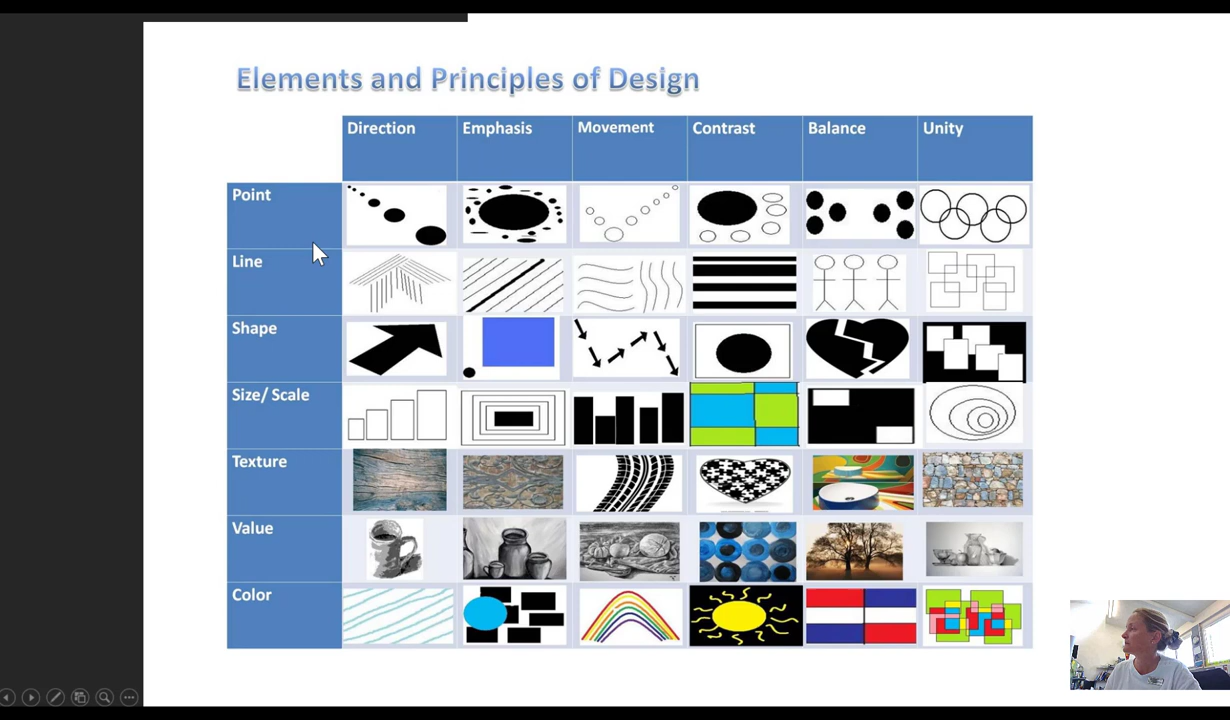 Elements and Principles of Design
Direction Emphasis Movement Contrast Balance Unity
Point
Line
Shape
Size/ Scale
Texture
Value
Color